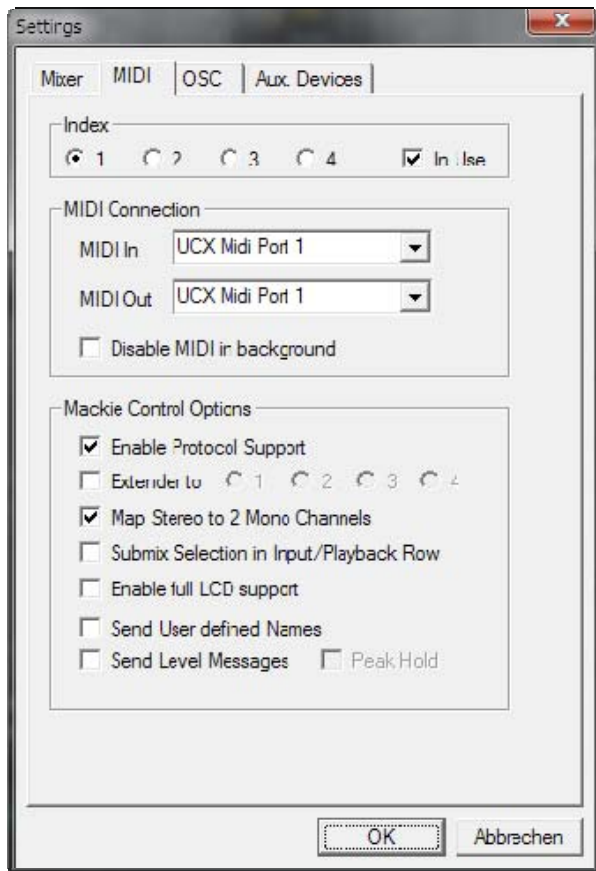 Settings
Mixer MIDI OSC Aux. Devices
Index
1 2 3 4 In Use
MIDI Connection
MIDI In UCX Midi Port 1
MIDI Out UCX Midi Port 1
Disable MIDI in background
Mackie Control Options
Enable Protocol Support
Extender to 1 2 3 4
Map Stereo to 2 Mono Channels
Submix Selection in Input/Playback Row
Enable full LCD support
Send User defined Names
Send Level Messages Peak Hold
OK Abbrechen